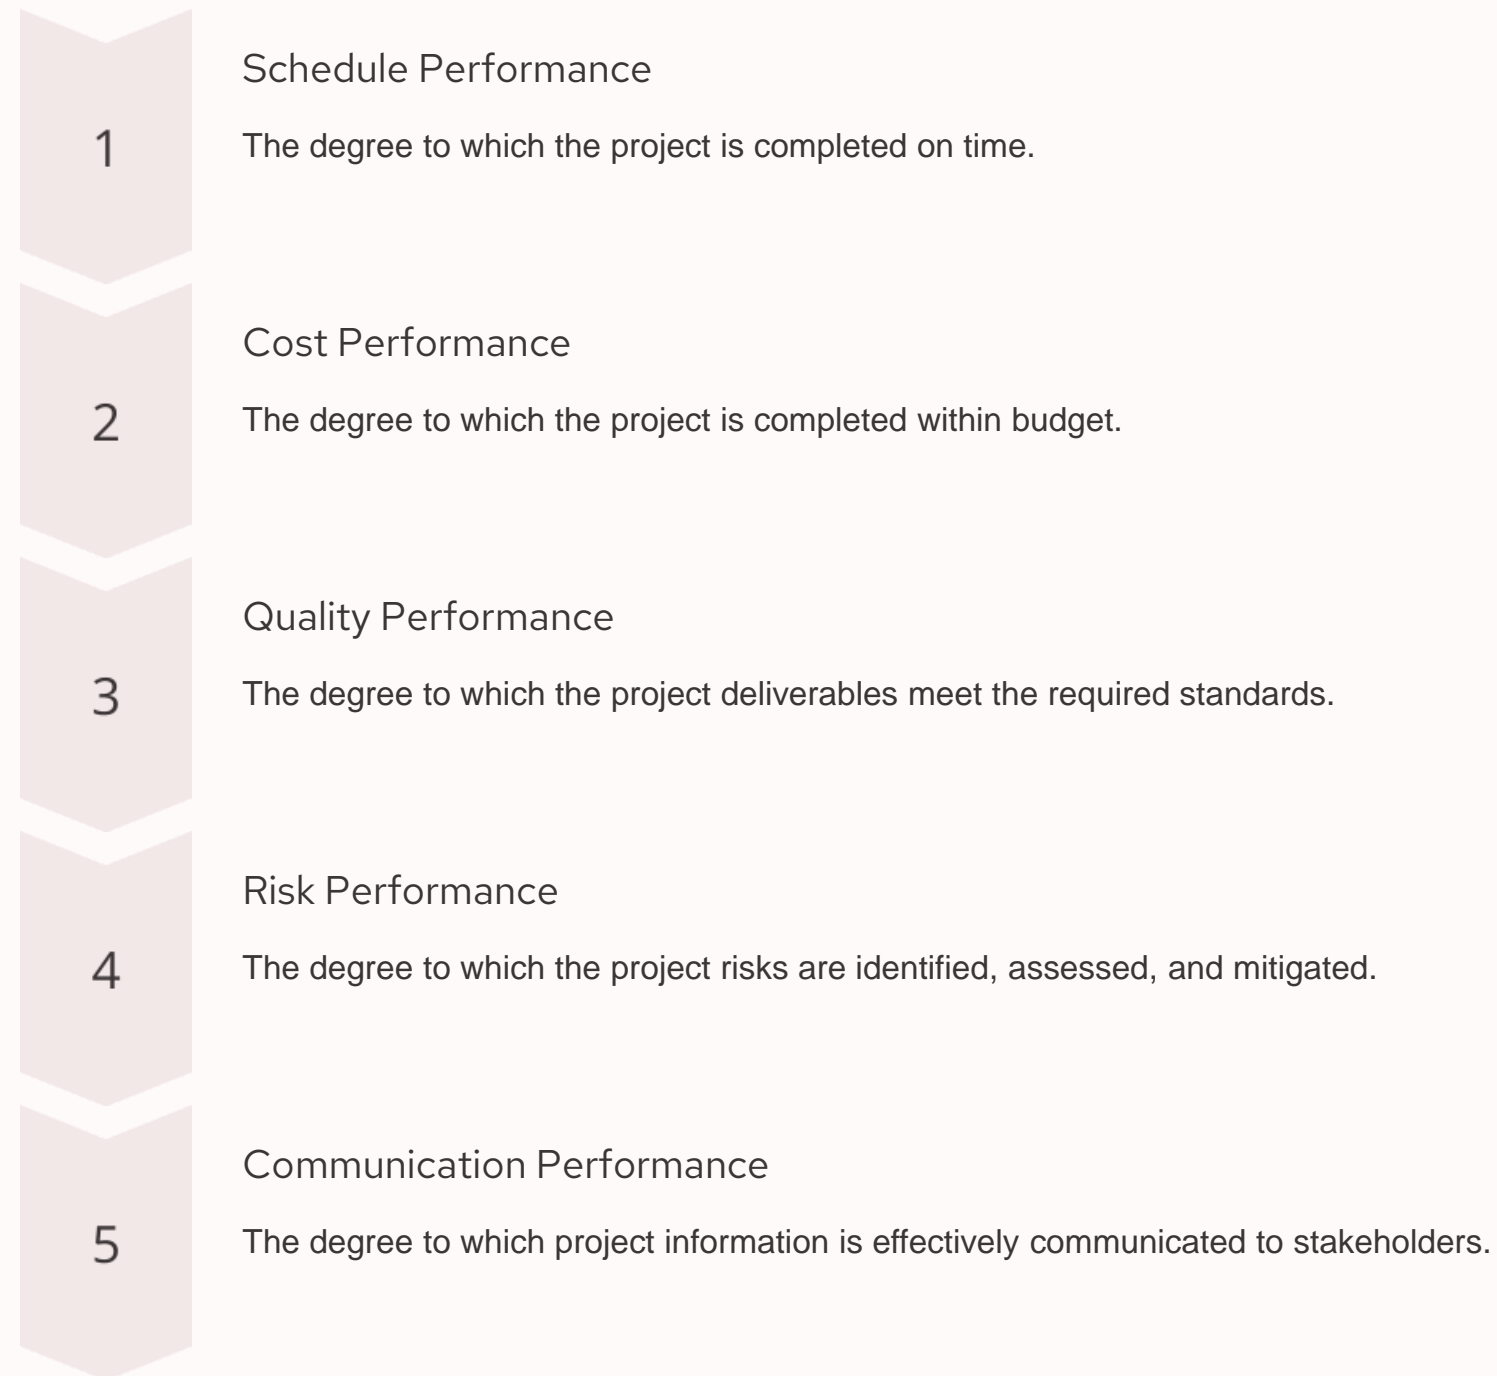 Schedule Performance
1
The degree to which the project is completed on time.
Cost Performance
2
The degree to which the project is completed within budget.
Quality Performance
3
The degree to which the project deliverables meet the required standards.
Risk Performance
4
The degree to which the project risks are identified, assessed, and mitigated.
Communication Performance
5
The degree to which project information is effectively communicated to stakeholders.